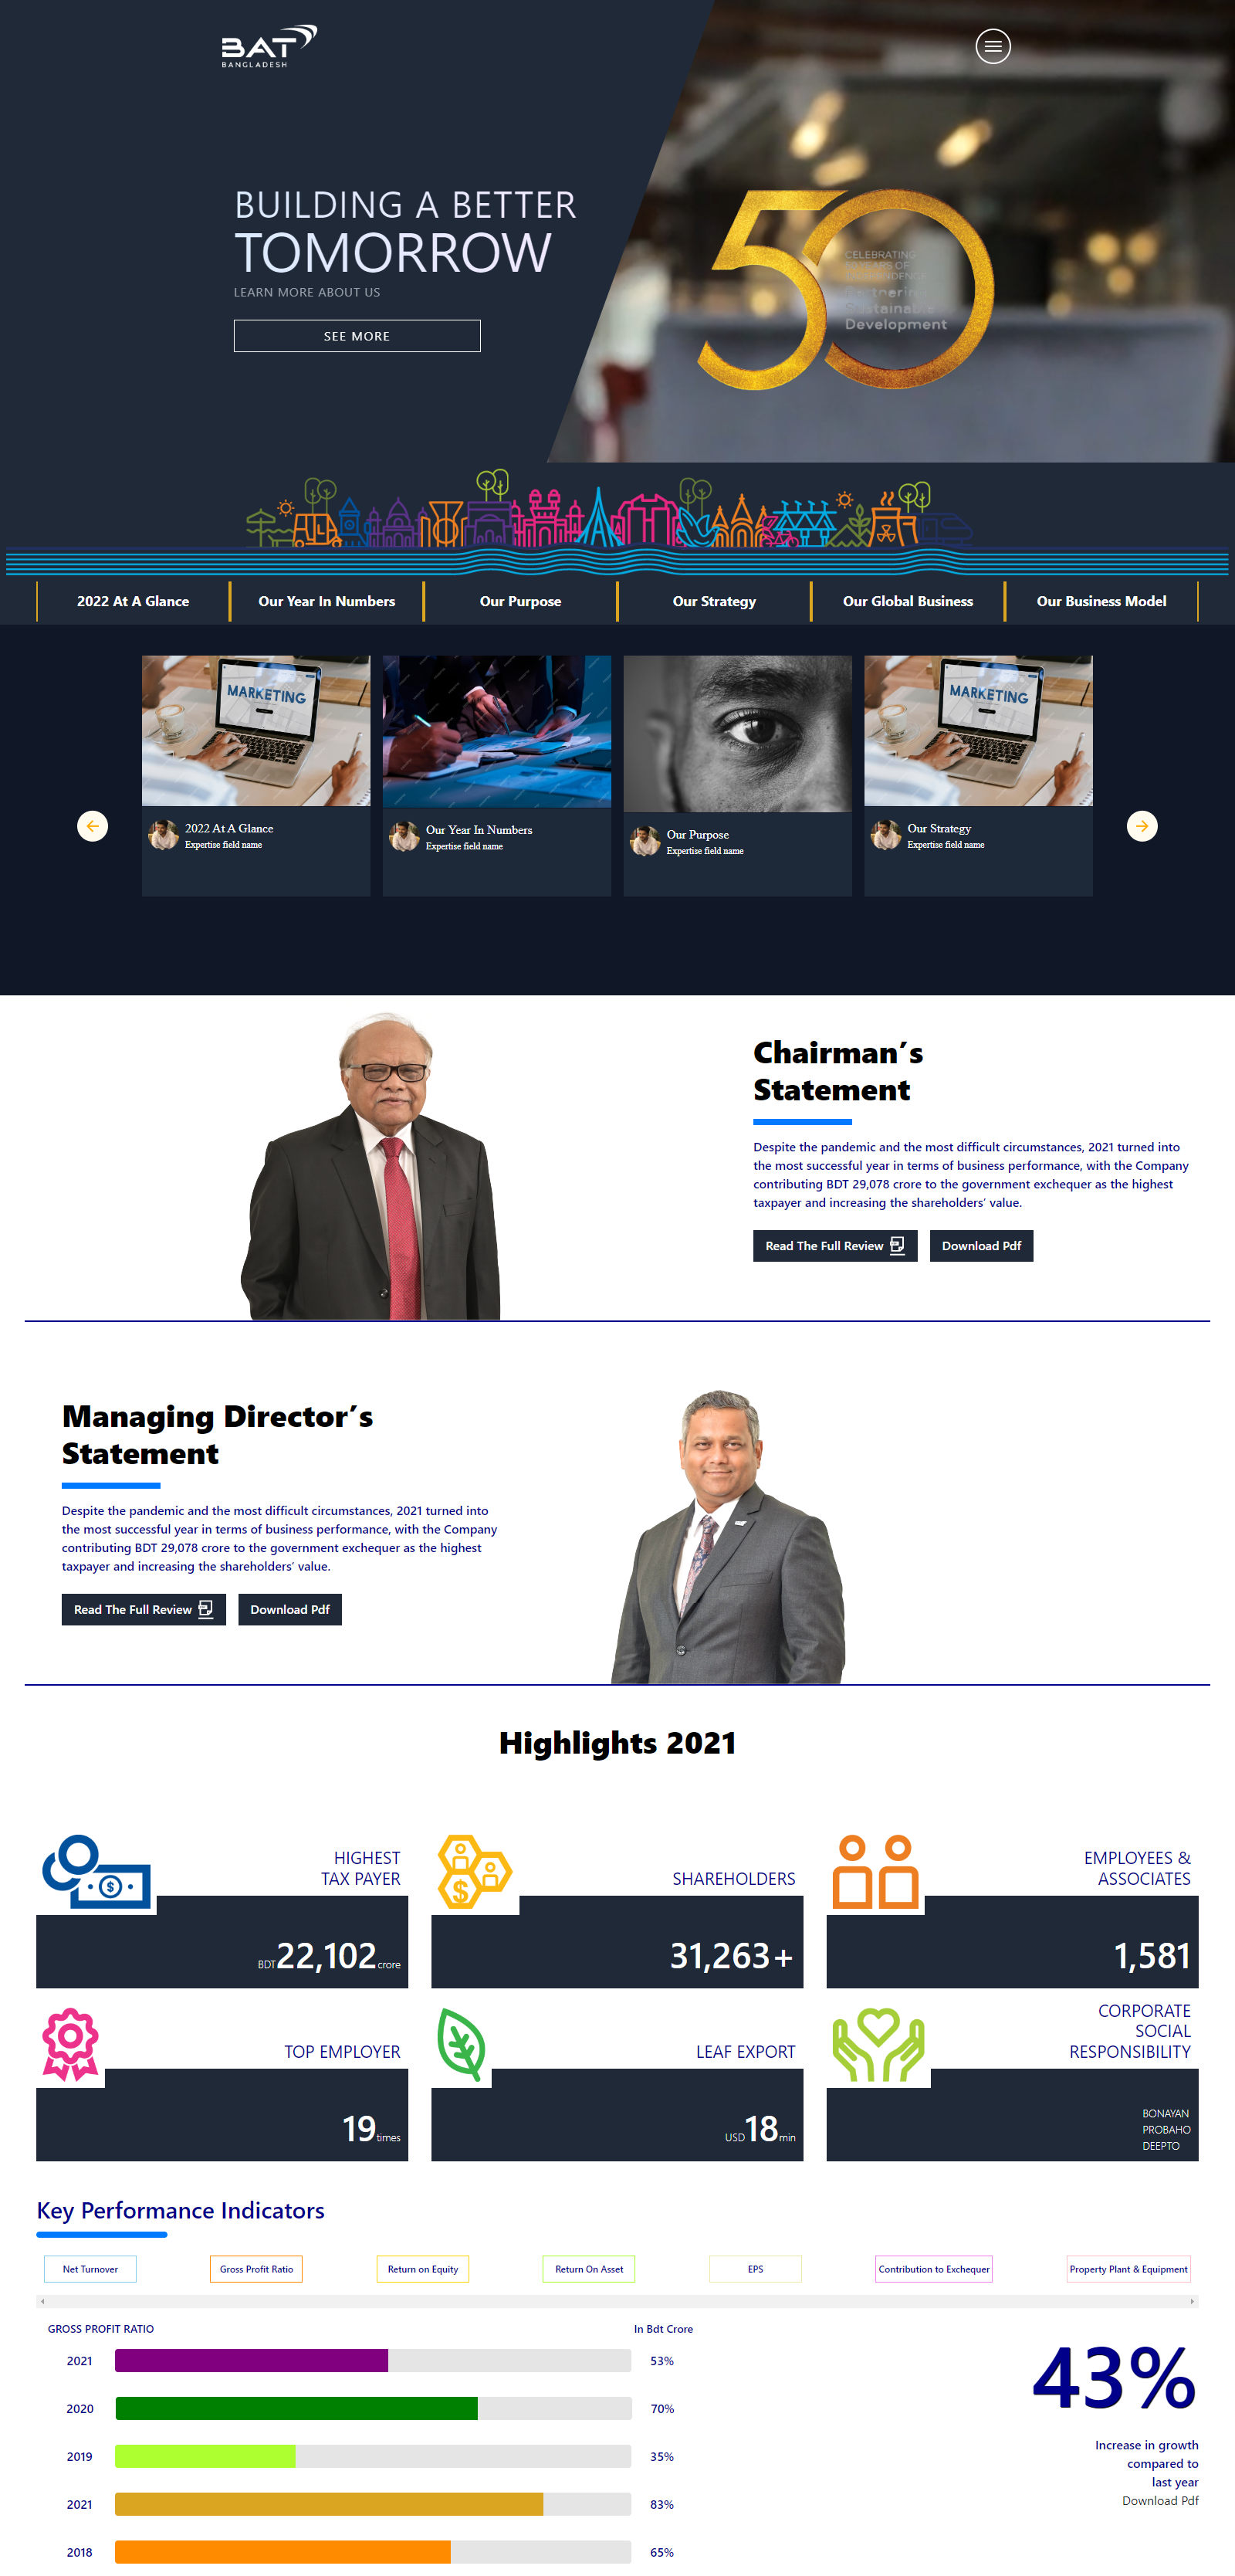 BAT
BANGLADESH
BUILDING A BETTER
TOMORROW
LEARN MORE ABOUT US
SEE MORE
50
CELEBRATING
YEARS OF
Sustainable
Development
2022 At A Glance
Our Year In Numbers
Our Purpose
Our Strategy
Our Global Business
Our Business Model
MARKETING
MARKETING
2022 At A Glance
Expertise field name
Our Year In Numbers
Expertise field name
Our Purpose
Expertise field name
Our Strategy
Expertise field name
Chairman´s
Statement
Despite the pandemic and the most difficult circumstances, 2021 turned into
the most successful year in terms of business performance, with the Company
contributing BDT 29,078 crore to the government exchequer as the highest
taxpayer and increasing the shareholders’ value.
Read The Full Review
Download Pdf
Managing Director´s
Statement
Despite the pandemic and the most difficult circumstances, 2021 turned into
the most successful year in terms of business performance, with the Company
contributing BDT 29,078 crore to the government exchequer as the highest
taxpayer and increasing the shareholders’ value.
Read The Full Review
Download Pdf
Highlights 2021
HIGHEST
TAX PAYER
BDT 22,102 crore
SHAREHOLDERS
31,263+
EMPLOYEES &
ASSOCIATES
1,581
TOP EMPLOYER
19 times
LEAF EXPORT
USD 18 min
CORPORATE
SOCIAL
RESPONSIBILITY
BONAYAN
PROBAHO
DEEPTO
Key Performance Indicators
Net Turnover
Gross Profit Ratio
Return on Equity
Return On Asset
EPS
Contribution to Exchequer
Property Plant & Equipment
GROSS PROFIT RATIO
In Bdt Crore
2021 53%
2020 70%
2019 35%
2021 83%
2018 65%
43%
Increase in growth
compared to
last year
Download Pdf